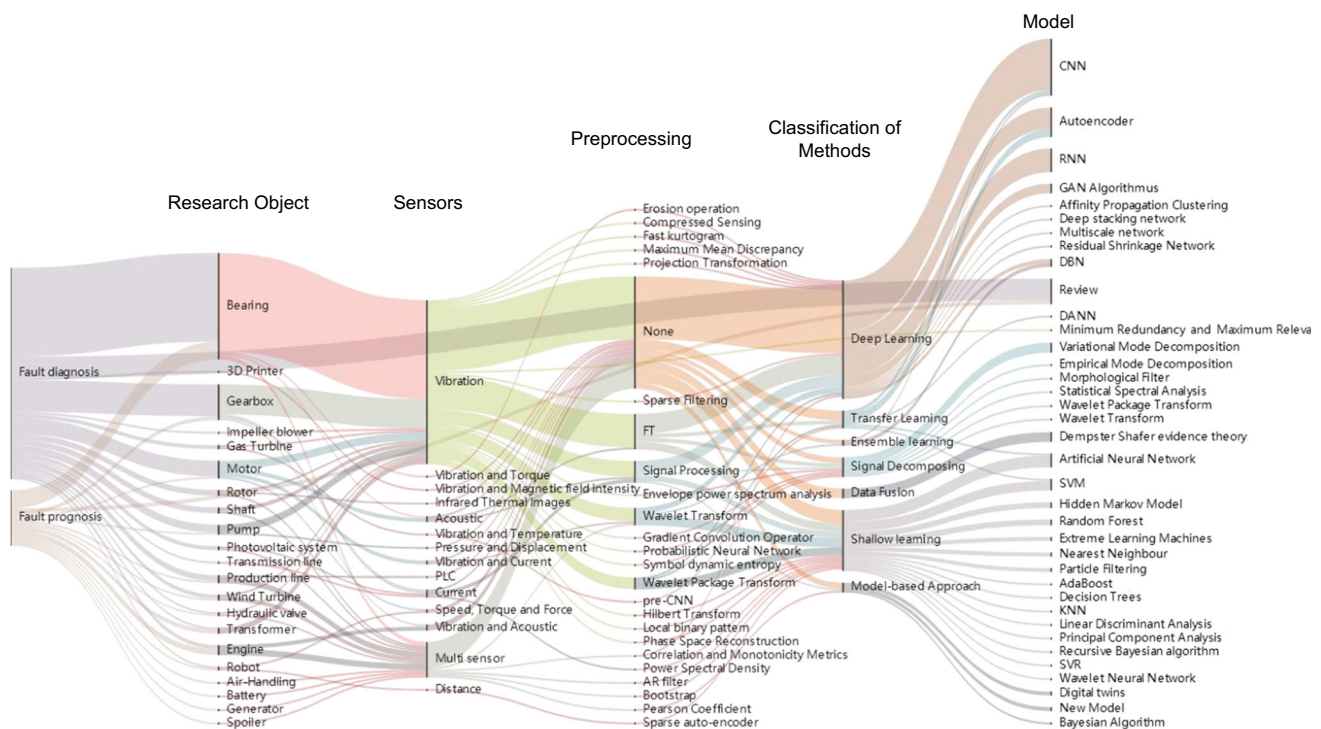 Model
Classification of
Methods
Preprocessing
Research Object
Sensors
Fault diagnosis
Fault prognosis
Bearing
3D Printer
Gearbox
Impeller blower
Gas Turbine
Motor
Rotor
Shaft
Pump
Photovoltaic system
Transmission line
Production line
Wind Turbine
Hydraulic valve
Transformer
Engine
Robot
Air-Handling
Battery
Generator
Spoiler
Vibration
Vibration and Torque
Vibration and Magnetic field intensity
Infrared Thermal Images
Acoustic
Vibration and Temperature
Pressure and Displacement
Vibration and Current
PLC
Current
Speed, Torque and Force
Vibration and Acoustic
Multi sensor
Distance
Erosion operation
Compressed Sensing
Fast kurtogram
Maximum Mean Discrepancy
Projection Transformation
None
Sparse Filtering
FT
Signal Processing
Envelope power spectrum analysis
Wavelet Transform
Gradient Convolution Operator
Probabilistic Neural Network
Symbol dynamic entropy
Wavelet Package Transform
pre-CNN
Hilbert Transform
Local binary pattern
Phase Space Reconstruction
Correlation and Monotonicity Metrics
Power Spectral Density
AR filter
Bootstrap
Pearson Coefficient
Sparse auto-encoder
Deep Learning
Transfer Learning
Ensemble learning
Signal Decomposing
Data Fusion
Shallow learning
Model-based Approach
CNN
Autoencoder
RNN
GAN Algorithmus
Affinity Propagation Clustering
Deep stacking network
Multiscale network
Residual Shrinkage Network
DBN
Review
DANN
Minimum Redundancy and Maximum Releva
Variational Mode Decomposition
Empirical Mode Decomposition
Morphological Filter
Statistical Spectral Analysis
Wavelet Package Transform
Wavelet Transform
Dempster Shafer evidence theory
Artificial Neural Network
SVM
Hidden Markov Model
Random Forest
Extreme Learning Machines
Nearest Neighbour
Particle Filtering
AdaBoost
Decision Trees
KNN
Linear Discriminant Analysis
Principal Component Analysis
Recursive Bayesian algorithm
SVR
Wavelet Neural Network
Digital twins
New Model
Bayesian Algorithm